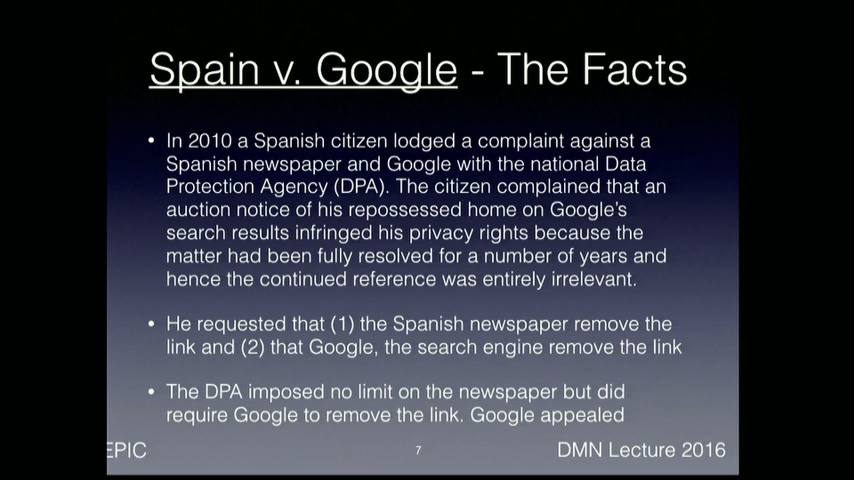 Spain v. Google - The Facts
• In 2010 a Spanish citizen lodged a complaint against a
Spanish newspaper and Google with the national Data
Protection Agency (DPA). The citizen complained that an
auction notice of his repossessed home on Google's
search results infringed his privacy rights because the
matter had been fully resolved for a number of years and
hence the continued reference was entirely irrelevant.
• He requested that (1) the Spanish newspaper remove the
link and (2) that Google, the search engine remove the link
• The DPA imposed no limit on the newspaper but did
require Google to remove the link. Google appealed
EPIC
7
DMN Lecture 2016